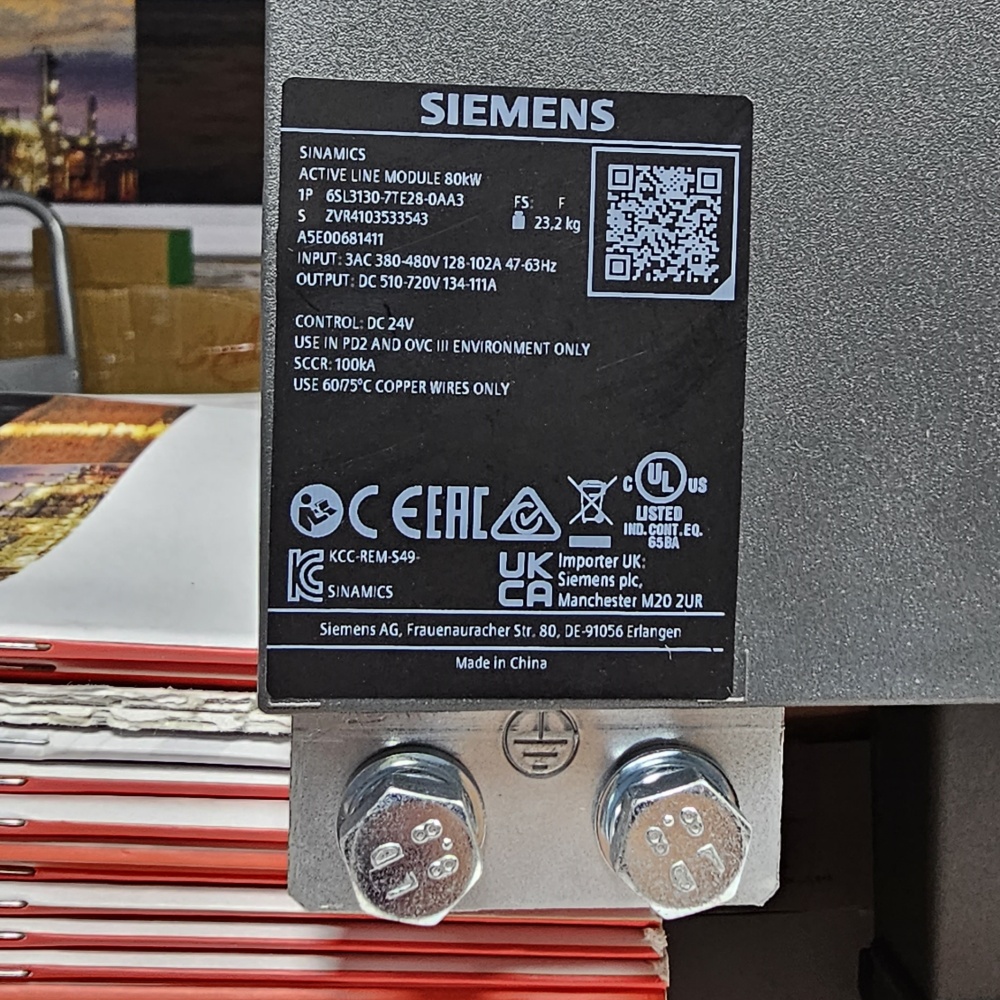 SIEMENS
SINAMICS
ACTIVE LINE MODULE 80kW
1P 6SL3130-7TE28-0AA3 FS: F
S ZVR4103533543 23,2 kg
A5E00681411
INPUT: 3AC 380-480V 128-102A 47-63Hz
OUTPUT: DC 510-720V 134-111A
CONTROL: DC 24V
USE IN PD2 AND OVC III ENVIRONMENT ONLY
SCCR: 100kA
USE 60/75°C COPPER WIRES ONLY
CE EAC C UL US
LISTED
IND. CONT. EQ.
65BA
KCC-REM-S49-
SINAMICS
UK
CA
Importer UK:
Siemens plc,
Manchester M20 2UR
Siemens AG, Frauenauracher Str. 80, DE-91056 Erlangen
Made in China
8.8
8.8